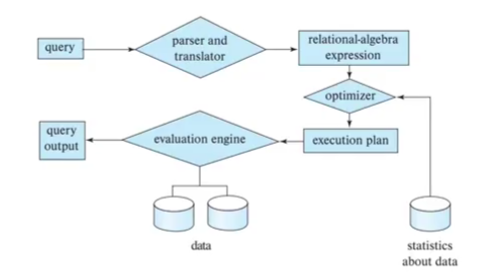 query
parser and
translator
relational-algebra
expression
optimizer
query
output
evaluation engine
execution plan
data
statistics
about data